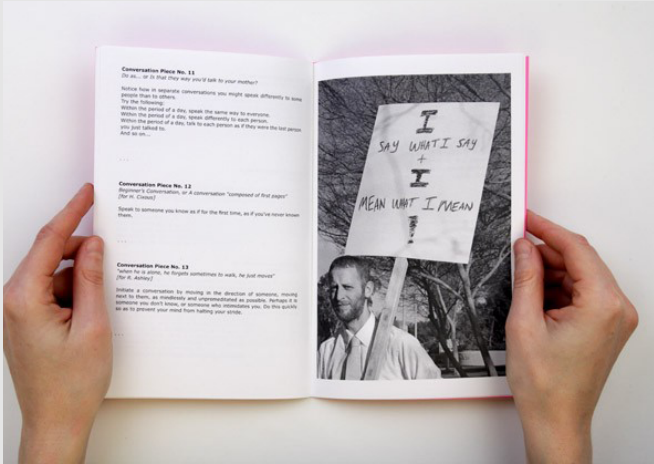 Conversation Piece No. 11
Do as... or is that they way you'd talk to your mother?
Notice how in separate conversations you might speak differently to some
people than to others.
Try the following:
Within the period of a day, speak the same way to everyone.
Within the period of a day, speak differently to each person.
Within the period of a day, talk to each person as if they were the last person
you just talked to.
And so on...
...
Conversation Piece No. 12
Beginner's Conversation, or A conversation "composed of first pages"
[for H. Cixous]
Speak to someone you know as if for the first time, as if you've never known
them.
...
Conversation Piece No. 13
"when he is alone, he forgets sometimes to walk, he just moves"
[for R. Ashley]
Initiate a conversation by moving in the direction of someone, moving
next to them, as mindlessly and unpremeditated as possible. Perhaps it is
someone you don't know, or someone who intimidates you. Do this quickly
so as to prevent your mind from halting your stride.
...
I
SAY WHAT I SAY
+
I
MEAN WHAT I MEAN
!